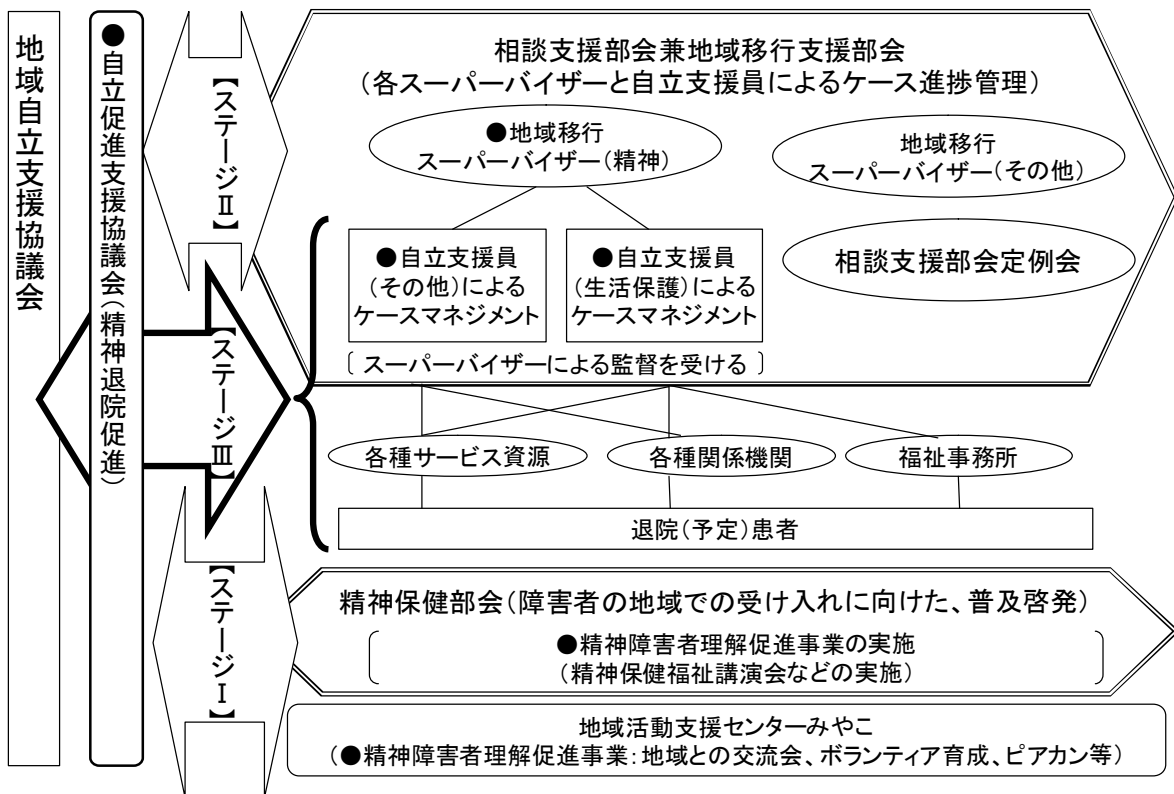 地域自立支援協議会
●自立促進支援協議会(精神退院促進)
【ステージⅡ】
相談支援部会兼地域移行支援部会
(各スーパーバイザーと自立支援員によるケース進捗管理)
●地域移行
スーパーバイザー(精神)
地域移行
スーパーバイザー(その他)
●自立支援員
(その他)による
ケースマネジメント
●自立支援員
(生活保護)による
ケースマネジメント
相談支援部会定例会
〔 スーパーバイザーによる監督を受ける 〕
【ステージⅢ】
各種サービス資源
各種関係機関
福祉事務所
退院(予定)患者
【ステージⅠ】
精神保健部会(障害者の地域での受け入れに向けた、普及啓発)
●精神障害者理解促進事業の実施
(精神保健福祉講演会などの実施)
地域活動支援センターみやこ
(●精神障害者理解促進事業:地域との交流会、ボランティア育成、ピアカン等)